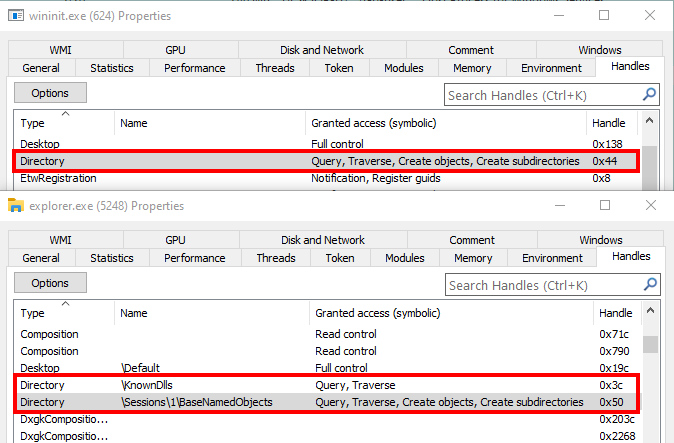 wininit.exe (624) Properties
WMI GPU Disk and Network Comment Windows
General Statistics Performance Threads Token Modules Memory Environment Handles
Options Search Handles (Ctrl+K)
Type Name Granted access (symbolic) Handle
Desktop Full control 0x138
Directory Query, Traverse, Create objects, Create subdirectories 0x44
EtwRegistration Notification, Register guids 0x8
explorer.exe (5248) Properties
WMI GPU Disk and Network Comment Windows
General Statistics Performance Threads Token Modules Memory Environment Handles
Options Search Handles (Ctrl+K)
Type Name Granted access (symbolic) Handle
Composition Read control 0x71c
Composition Read control 0x790
Desktop \Default Full control 0x19c
Directory \KnownDlls Query, Traverse 0x3c
Directory \Sessions\1\BaseNamedObjects Query, Traverse, Create objects, Create subdirectories 0x50
DxgkCompositio... 0x203c
DxgkCompositio... 0x2268